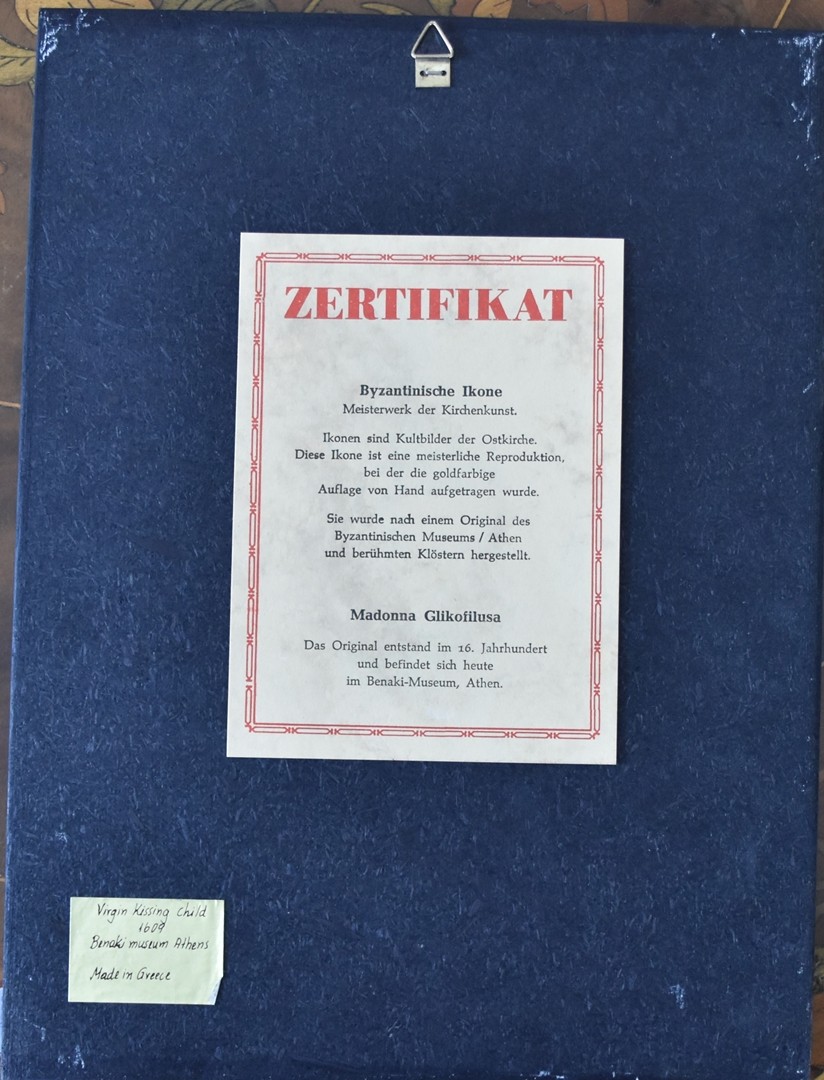 ZERTIFIKAT
Byzantinische Ikone
Meisterwerk der Kirchenkunst.
Ikonen sind Kultbilder der Ostkirche.
Diese Ikone ist eine meisterliche Reproduktion,
bei der die goldfarbige
Auflage von Hand aufgetragen wurde.
Sie wurde nach einem Original des
Byzantinischen Museums / Athen
und berühmten Klöstern hergestellt.
Madonna Glikofilusa
Das Original entstand im 16. Jahrhundert
und befindet sich heute
im Benaki-Museum, Athen.
Virgin Kissing Child
1609
Benaki museum Athens
Made in Greece